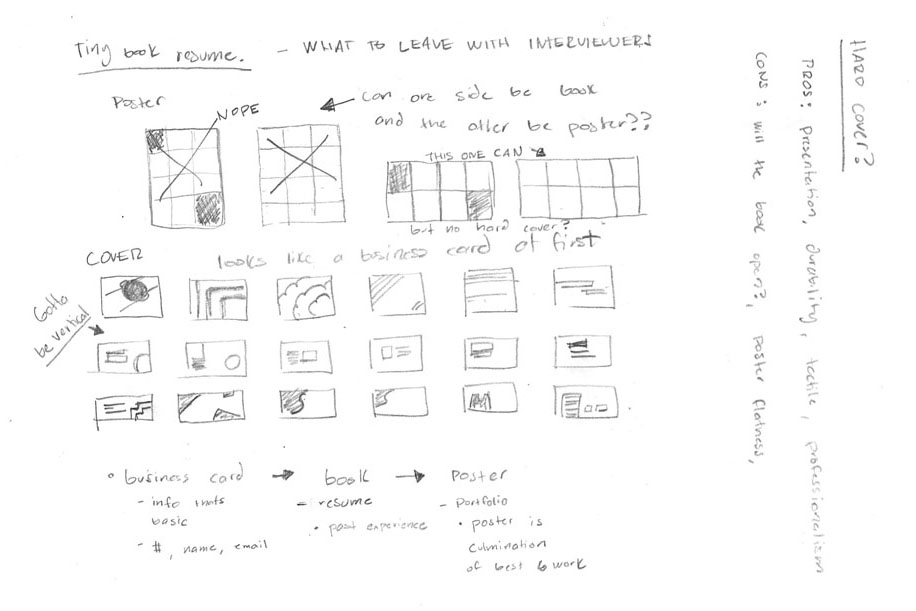 Tiny book resume. - WHAT TO LEAVE WITH INTERVIEWERS
Poster
NOPE
can one side be book
and the other be poster??
THIS ONE CAN
but no hard cover?
COVER
looks like a business card at first
Gotta
be vertical
business card → book → POSTER
- info thats
basic
- #, name, email
- resume
• past experience
- portfolio
• poster is
culmination
of best 6 work
HARD COVER?
PROS: presentation, durability, tactile, professionalism
CONS: will the book open?, poster flatness,